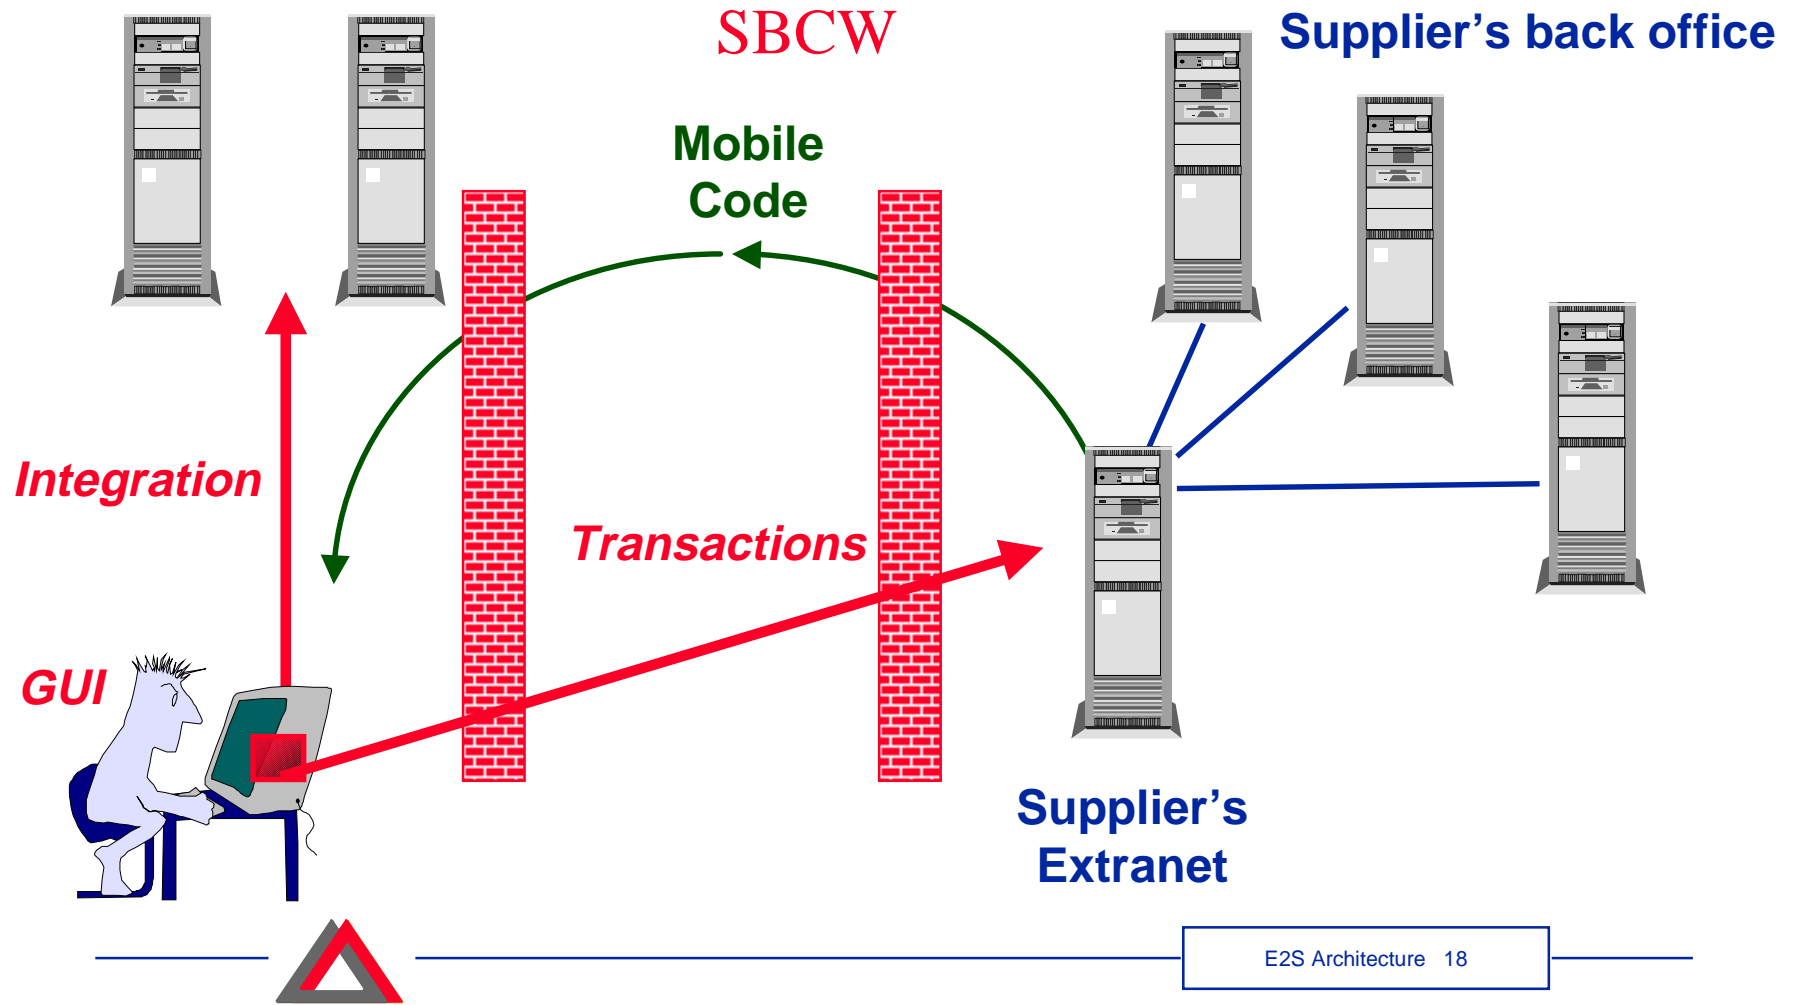 SBCW
Supplier’s back office
Mobile
Code
Integration
Transactions
GUI
Supplier’s
Extranet
E2S Architecture 18